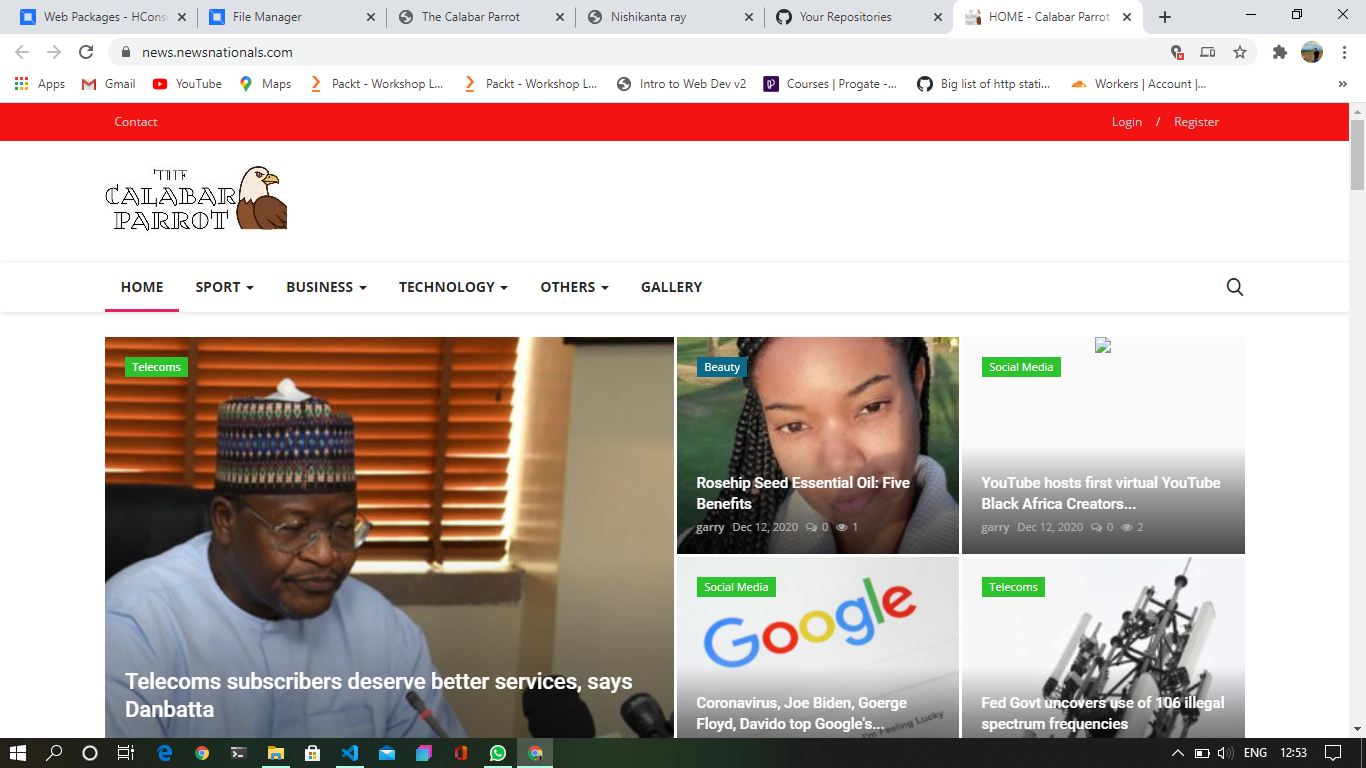 Web Packages - HCons
File Manager
The Calabar Parrot
Nishikanta ray
Your Repositories
HOME - Calabar Parrot
news.newsnationals.com
Apps
Gmail
YouTube
Maps
Packt - Workshop L...
Packt - Workshop L...
Intro to Web Dev v2
Courses | Progate -...
Big list of http stati...
Workers | Account |...
»
Contact
Login / Register
THE
CALABAR
PARROT
HOME
SPORT
BUSINESS
TECHNOLOGY
OTHERS
GALLERY
Telecoms
Telecoms subscribers deserve better services, says
Danbatta
Beauty
Rosehip Seed Essential Oil: Five
Benefits
garry Dec 12, 2020 0 1
Social Media
YouTube hosts first virtual YouTube
Black Africa Creators...
garry Dec 12, 2020 0 2
Social Media
Google
Coronavirus, Joe Biden, Goerge
Floyd, Davido top Google's...
I'm Feeling Lucky
Telecoms
Fed Govt uncovers use of 106 illegal
spectrum frequencies
ENG
12:53